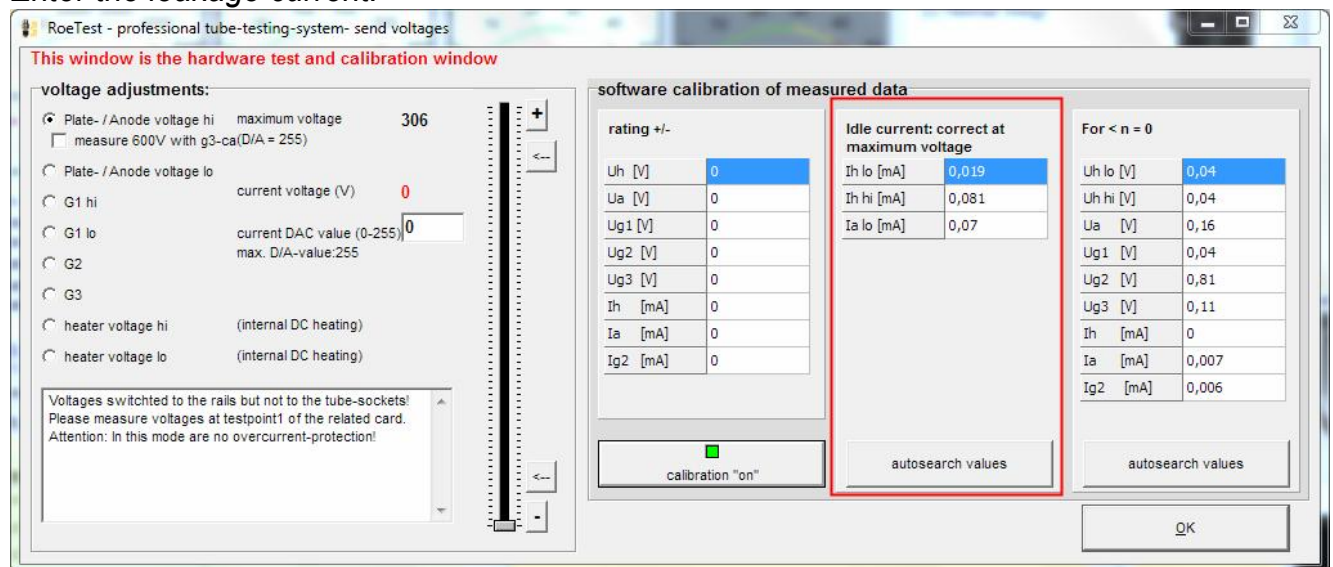 Enter the leakage current.
RoeTest - professional tube-testing-system- send voltages
This window is the hardware test and calibration window
voltage adjustments:
Plate- / Anode voltage hi maximum voltage 306
measure 600V with g3-ca(D/A = 255)
Plate- / Anode voltage lo
current voltage (V) 0
G1 hi
G1 lo current DAC value (0-255) 0
max. D/A-value:255
G2
G3
heater voltage hi (internal DC heating)
heater voltage lo (internal DC heating)
Voltages switchted to the rails but not to the tube-sockets!
Please measure voltages at testpoint1 of the related card.
Attention: In this mode are no overcurrent-protection!
+
<--
<--
-
software calibration of measured data
rating +/-
Uh [V] 0
Ua [V] 0
Ug1 [V] 0
Ug2 [V] 0
Ug3 [V] 0
Ih [mA] 0
Ia [mA] 0
Ig2 [mA] 0
calibration "on"
Idle current: correct at
maximum voltage
Ih lo [mA] 0,019
Ih hi [mA] 0,081
Ia lo [mA] 0,07
autosearch values
For < n = 0
Uh lo [V] 0,04
Uh hi [V] 0,04
Ua [V] 0,16
Ug1 [V] 0,04
Ug2 [V] 0,81
Ug3 [V] 0,11
Ih [mA] 0
Ia [mA] 0,007
Ig2 [mA] 0,006
autosearch values
OK